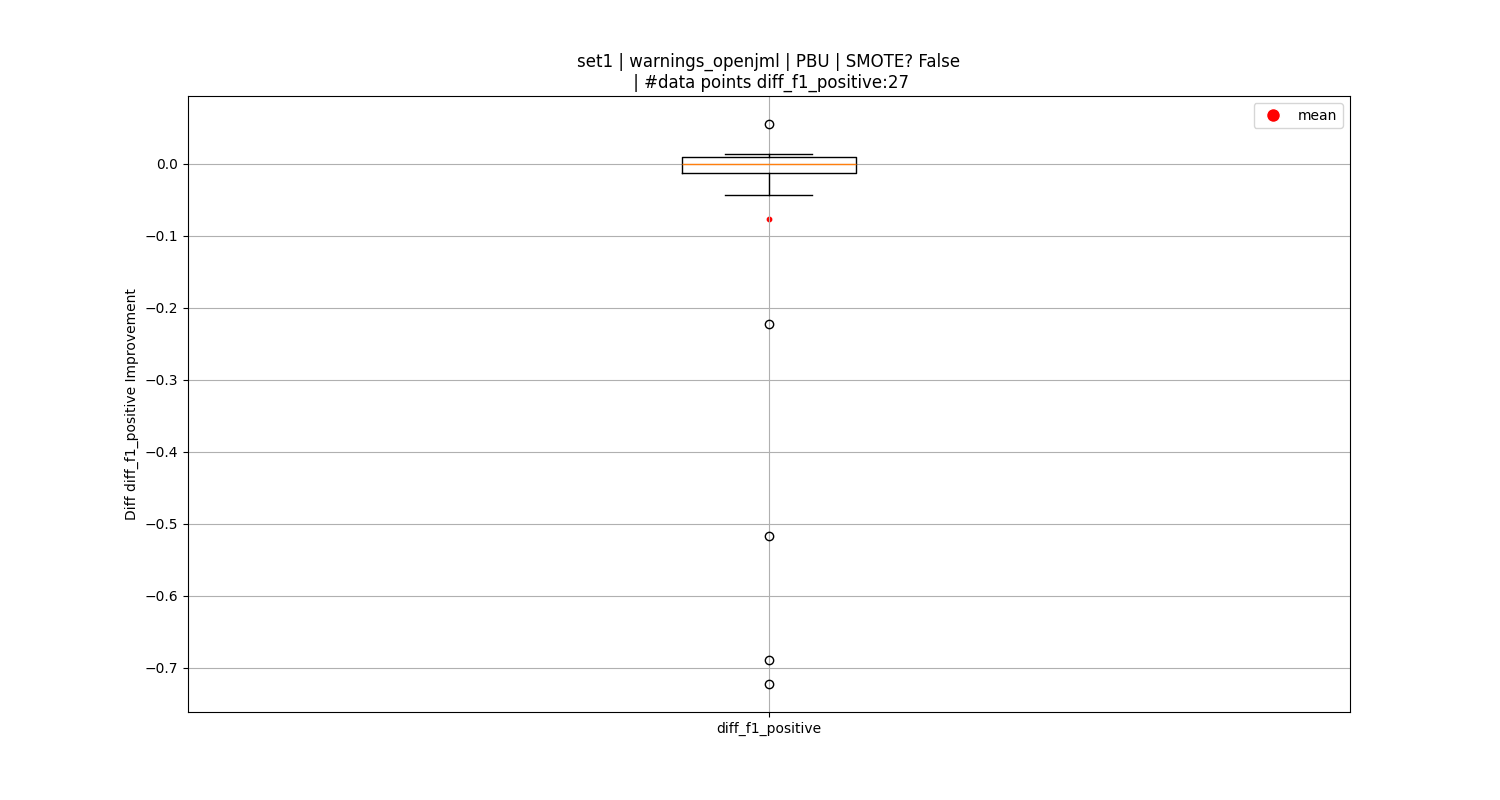 set1 | warnings_openjml | PBU | SMOTE? False
| #data points diff_f1_positive:27
mean
0.0
−0.1
−0.2
−0.3
−0.4
−0.5
−0.6
−0.7
Diff diff_f1_positive Improvement
diff_f1_positive